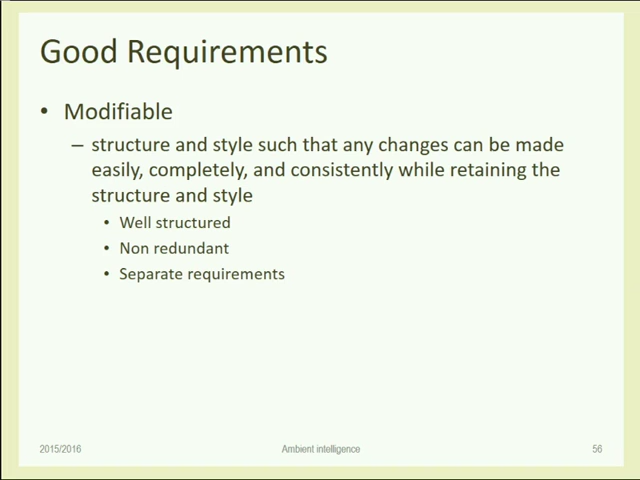 Good Requirements
• Modifiable
– structure and style such that any changes can be made
easily, completely, and consistently while retaining the
structure and style
• Well structured
• Non redundant
• Separate requirements
2015/2016
Ambient intelligence
56